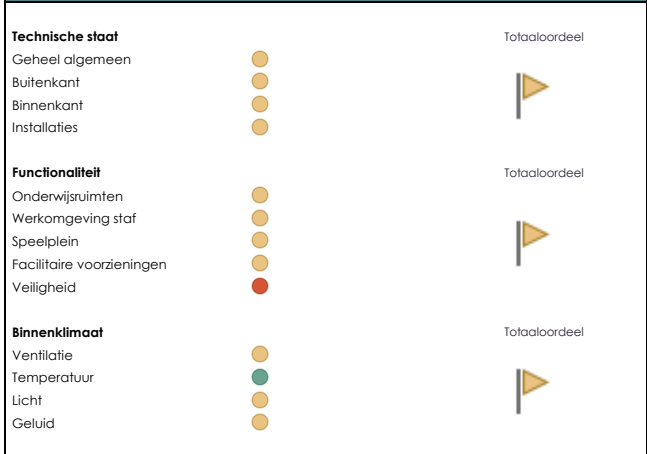 Technische staat Totaaloordeel
Geheel algemeen
Buitenkant
Binnenkant
Installaties
Functionaliteit Totaaloordeel
Onderwijsruimten
Werkomgeving staf
Speelplein
Facilitaire voorzieningen
Veiligheid
Binnenklimaat Totaaloordeel
Ventilatie
Temperatuur
Licht
Geluid